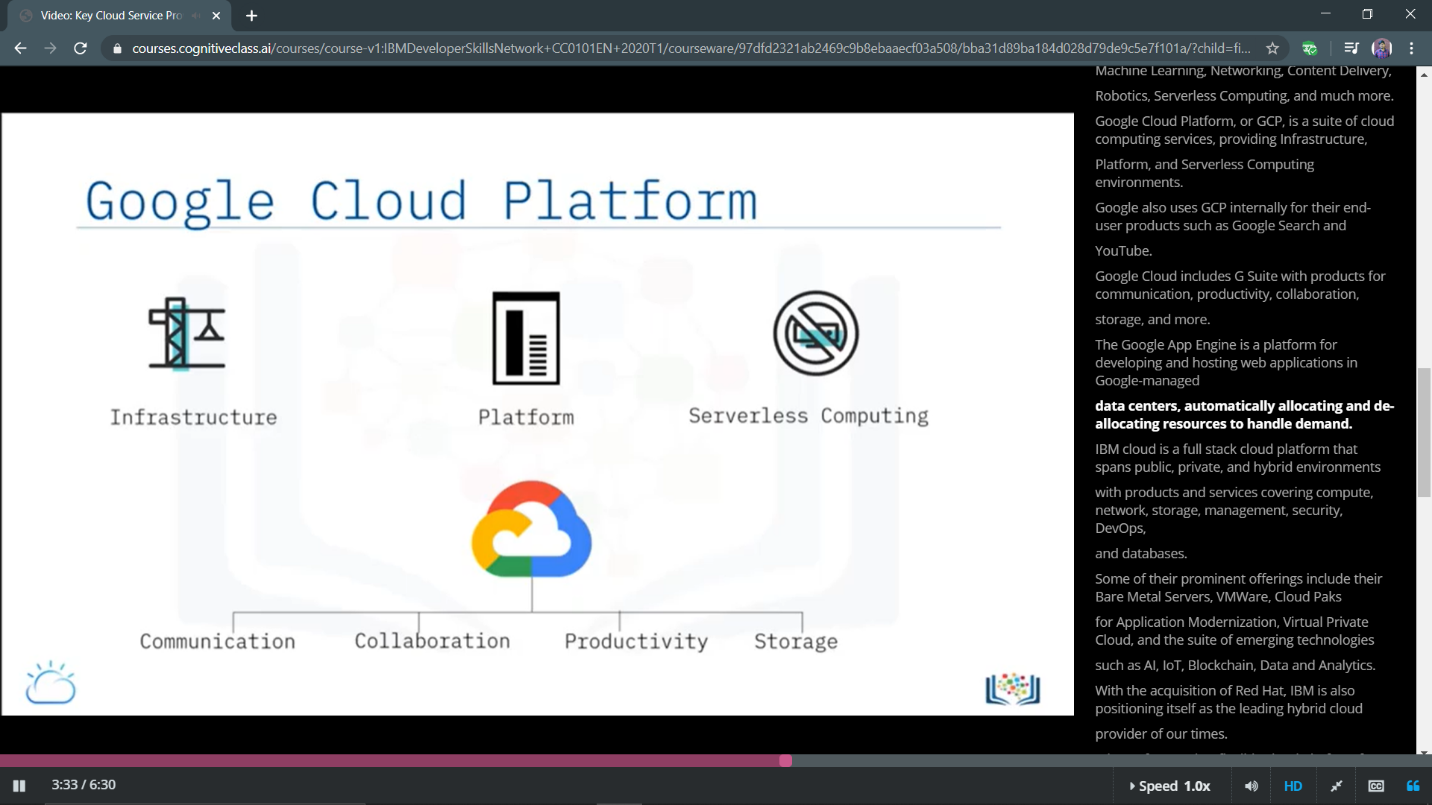 Video: Key Cloud Service Pro
courses.cognitiveclass.ai/courses/course-v1:IBMDeveloperSkillsNetwork+CC0101EN+2020T1/courseware/97dfd2321ab2469c9b8ebaaecf03a508/bba31d89ba184d028d79de9c5e7f101a/?child=fi...
Google Cloud Platform
Infrastructure
Platform
Serverless Computing
Communication
Collaboration
Productivity
Storage
Machine Learning, Networking, Content Delivery,
Robotics, Serverless Computing, and much more.
Google Cloud Platform, or GCP, is a suite of cloud
computing services, providing Infrastructure,
Platform, and Serverless Computing
environments.
Google also uses GCP internally for their end-
user products such as Google Search and
YouTube.
Google Cloud includes G Suite with products for
communication, productivity, collaboration,
storage, and more.
The Google App Engine is a platform for
developing and hosting web applications in
Google-managed
data centers, automatically allocating and de-
allocating resources to handle demand.
IBM cloud is a full stack cloud platform that
spans public, private, and hybrid environments
with products and services covering compute,
network, storage, management, security,
DevOps,
and databases.
Some of their prominent offerings include their
Bare Metal Servers, VMWare, Cloud Paks
for Application Modernization, Virtual Private
Cloud, and the suite of emerging technologies
such as AI, IoT, Blockchain, Data and Analytics.
With the acquisition of Red Hat, IBM is also
positioning itself as the leading hybrid cloud
provider of our times.
3:33 / 6:30
Speed 1.0x
HD
CC